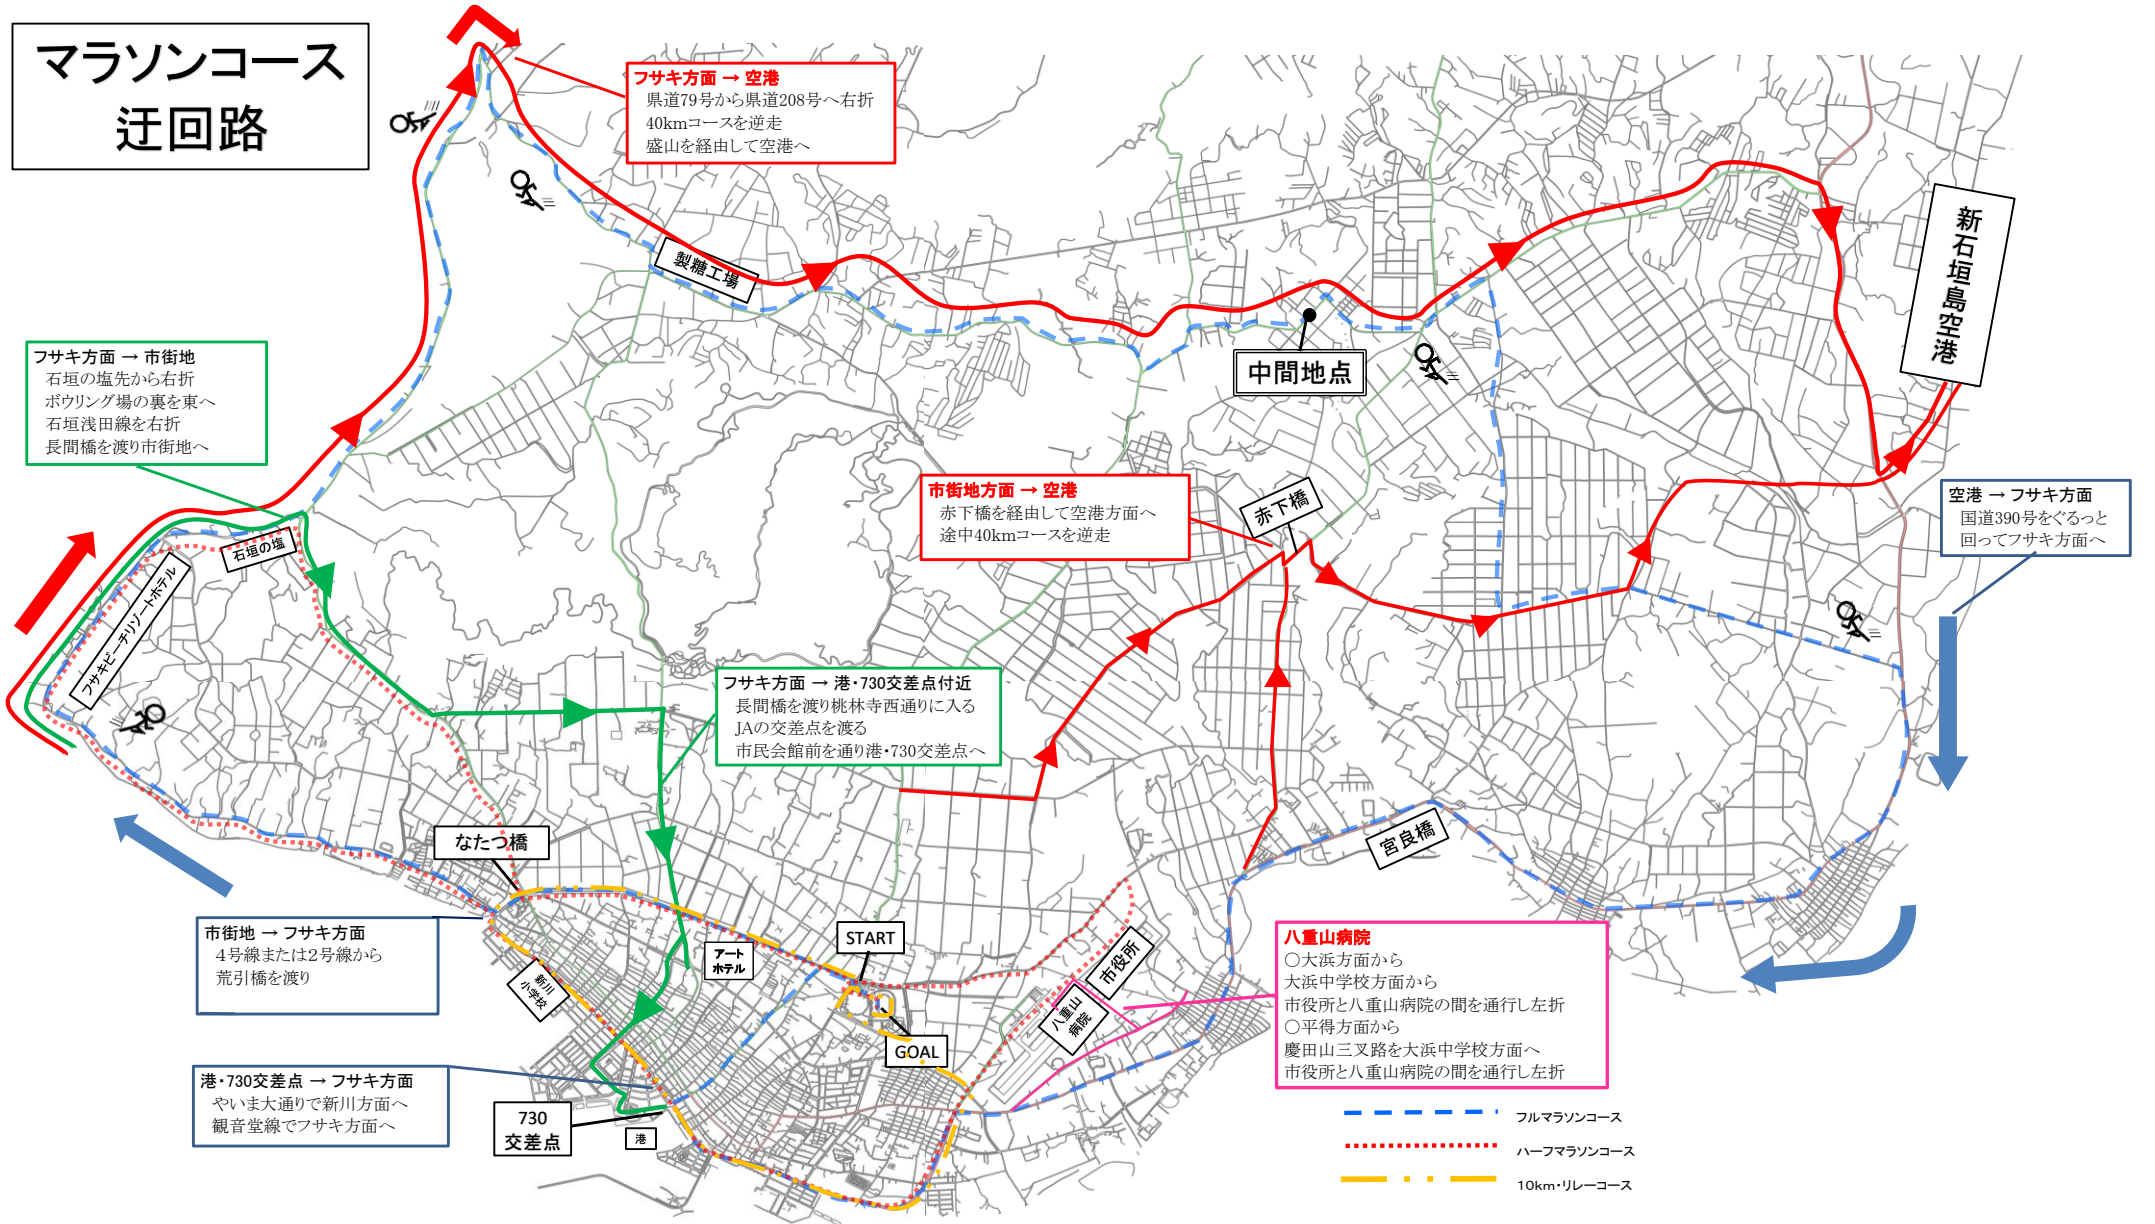 マラソンコース
迂回路
フサキ方面 → 空港
県道79号から県道208号へ右折
40kmコースを逆走
盛山を経由して空港へ
製糖工場
新石垣島空港
中間地点
フサキ方面 → 市街地
石垣の塩先から右折
ボウリング場の裏を東へ
石垣浅田線を右折
長間橋を渡り市街地へ
市街地方面 → 空港
赤下橋を経由して空港方面へ
途中40kmコースを逆走
赤下橋
空港 → フサキ方面
国道390号をぐるっと
回ってフサキ方面へ
石垣の塩
フサキビーチリゾートホテル
フサキ方面 → 港・730交差点付近
長間橋を渡り桃林寺西通りに入る
JAの交差点を渡る
市民会館前を通り港・730交差点へ
なたつ橋
宮良橋
市街地 → フサキ方面
4号線または2号線から
荒引橋を渡り
START
アート
ホテル
新川
小学校
市役所
八重山
病院
GOAL
八重山病院
○大浜方面から
大浜中学校方面から
市役所と八重山病院の間を通行し左折
○平得方面から
慶田山三叉路を大浜中学校方面へ
市役所と八重山病院の間を通行し左折
港・730交差点 → フサキ方面
やいま大通りで新川方面へ
観音堂線でフサキ方面へ
730
交差点
港
フルマラソンコース
ハーフマラソンコース
10km・リレーコース